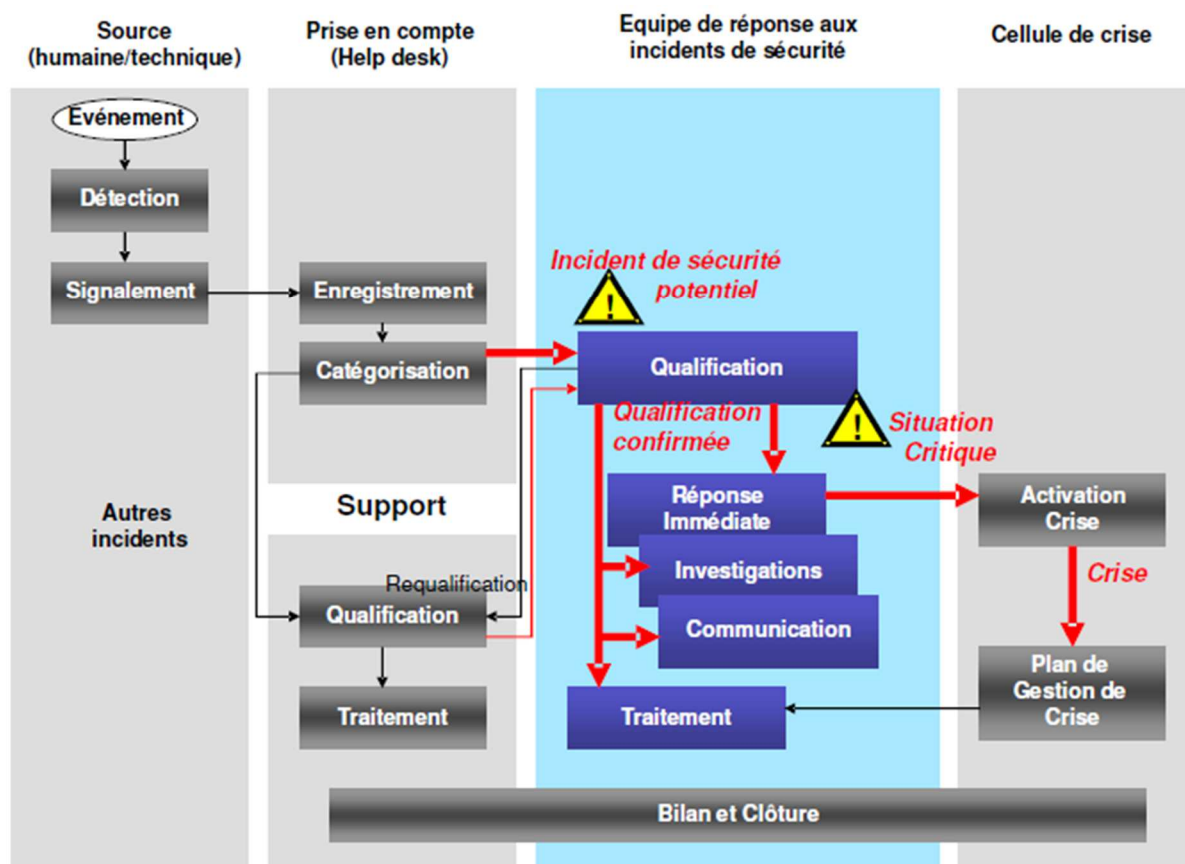 Source
(humaine/technique)
Prise en compte
(Help desk)
Equipe de réponse aux
incidents de sécurité
Cellule de crise
Evénement
Détection
Signalement
Enregistrement
Catégorisation
Incident de sécurité
potentiel
!
Qualification
Qualification
confirmée
!
Situation
Critique
Réponse
Immédiate
Activation
Crise
Support
Autres
incidents
Investigations
Crise
Requalification
Qualification
Communication
Plan de
Gestion de
Crise
Traitement
Traitement
Bilan et Clôture